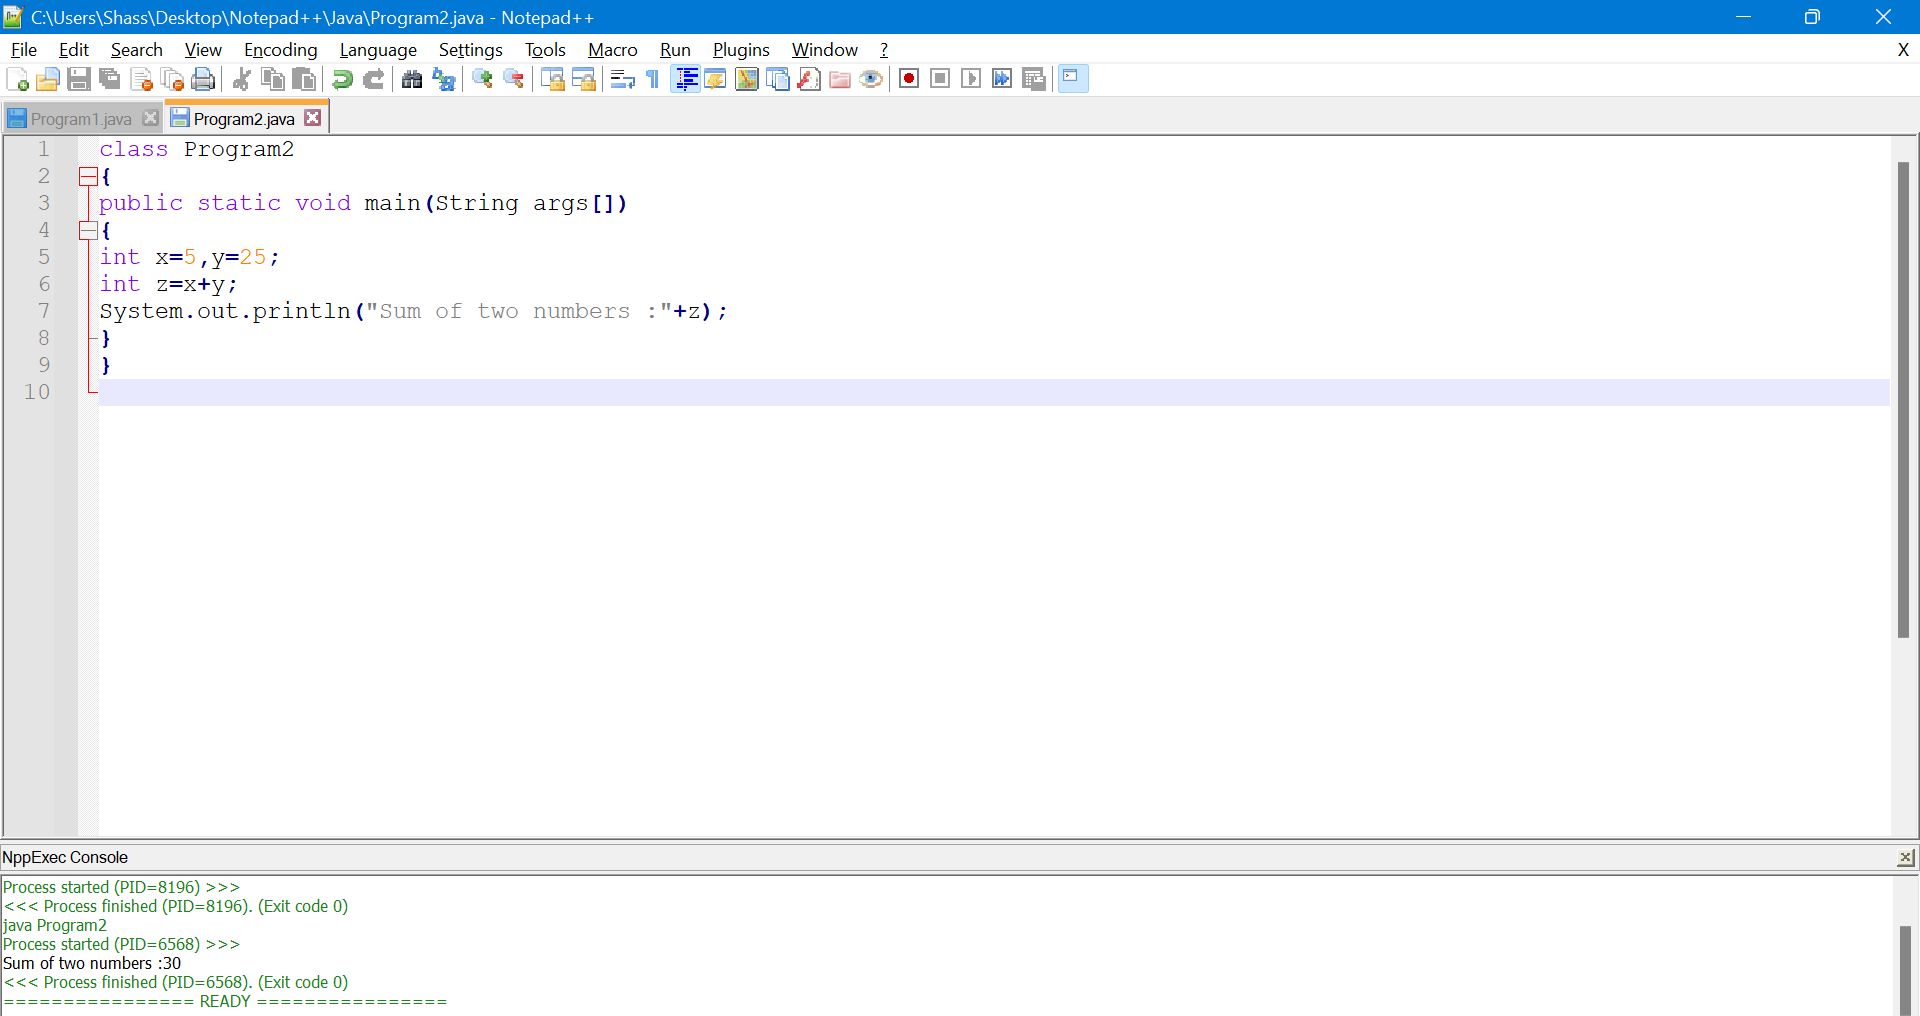 C:\Users\Shass\Desktop\Notepad++\Java\Program2.java - Notepad++
File Edit Search View Encoding Language Settings Tools Macro Run Plugins Window ? X
Program1.java Program2.java
1 class Program2
2 {
3 public static void main(String args[])
4 {
5 int x=5,y=25;
6 int z=x+y;
7 System.out.println("Sum of two numbers :"+z);
8 }
9 }
10
NppExec Console
Process started (PID=8196) >>>
<<< Process finished (PID=8196). (Exit code 0)
java Program2
Process started (PID=6568) >>>
Sum of two numbers :30
<<< Process finished (PID=6568). (Exit code 0)
================ READY ================